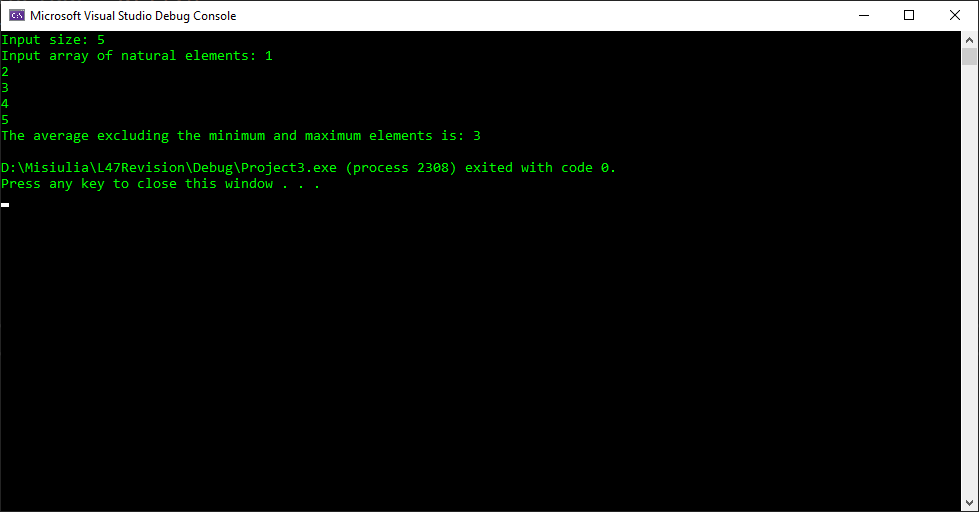 Microsoft Visual Studio Debug Console
Input size: 5
Input array of natural elements: 1
2
3
4
5
The average excluding the minimum and maximum elements is: 3
D:\Misiulia\L47Revision\Debug\Project3.exe (process 2308) exited with code 0.
Press any key to close this window . . .